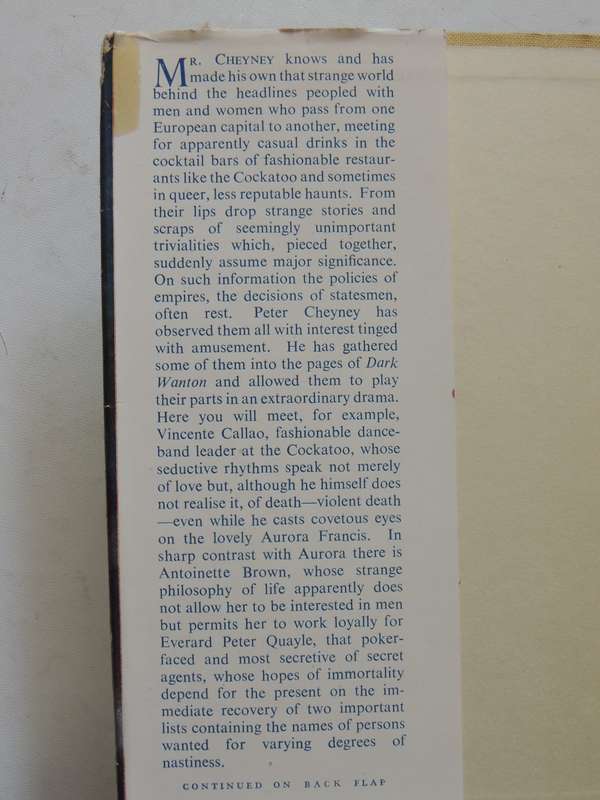 MR. CHEYNEY knows and has
made his own that strange world
behind the headlines peopled with
men and women who pass from one
European capital to another, meeting
for apparently casual drinks in the
cocktail bars of fashionable restaur-
ants like the Cockatoo and sometimes
in queer, less reputable haunts. From
their lips drop strange stories and
scraps of seemingly unimportant
trivialities which, pieced together,
suddenly assume major significance.
On such information the policies of
empires, the decisions of statesmen,
often rest. Peter Cheyney has
observed them all with interest tinged
with amusement. He has gathered
some of them into the pages of Dark
Wanton and allowed them to play
their parts in an extraordinary drama.
Here you will meet, for example,
Vincente Callao, fashionable dance-
band leader at the Cockatoo, whose
seductive rhythms speak not merely
of love but, although he himself does
not realise it, of death—violent death
—even while he casts covetous eyes
on the lovely Aurora Francis. In
sharp contrast with Aurora there is
Antoinette Brown, whose strange
philosophy of life apparently does
not allow her to be interested in men
but permits her to work loyally for
Everard Peter Quayle, that poker-
faced and most secretive of secret
agents, whose hopes of immortality
depend for the present on the im-
mediate recovery of two important
lists containing the names of persons
wanted for varying degrees of
nastiness.
CONTINUED ON BACK FLAP